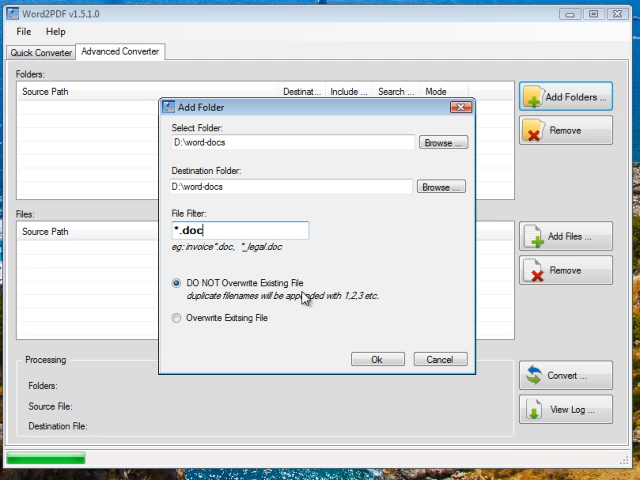 Word2PDF v1.5.1.0
File Help
Quick Converter Advanced Converter
Folders:
Source Path Destinat... Include ... Search ... Mode
Add Folders ...
Remove
Add Folder
Select Folder:
D:\word-docs Browse ...
Destination Folder:
D:\word-docs Browse ...
File Filter:
*.doc
eg: invoice*.doc, *_legal.doc
DO NOT Overwrite Existing File
duplicate filenames will be appended with 1,2,3 etc.
Overwrite Exitsing File
Ok Cancel
Files:
Source Path
Add Files ...
Remove
Processing
Folders:
Source File:
Destination File:
Convert ...
View Log ...